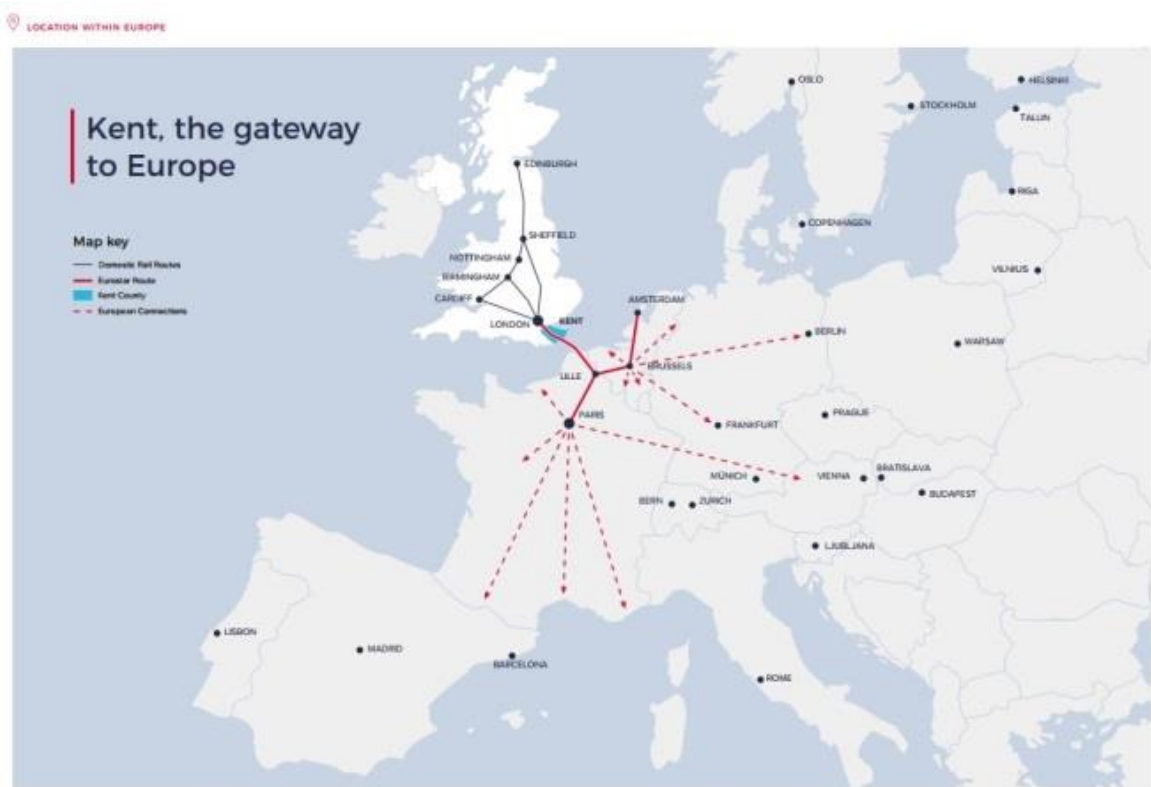 LOCATION WITHIN EUROPE
Kent, the gateway
to Europe
Map key
Domestic Rail Routes
Eurostar Route
Kent County
European Connections
OSLO
HELSINKI
STOCKHOLM
TALLIN
EDINBURGH
RIGA
COPENHAGEN
SHEFFIELD
NOTTINGHAM
VILNIUS
BIRMINGHAM
CARDIFF
AMSTERDAM
LONDON
KENT
BERLIN
WARSAW
BRUSSELS
LILLE
PARIS
PRAGUE
FRANKFURT
BRATISLAVA
MÜNICH
VIENNA
BUDAPEST
BERN
ZURICH
LJUBLJANA
LISBON
MADRID
BARCELONA
ROME